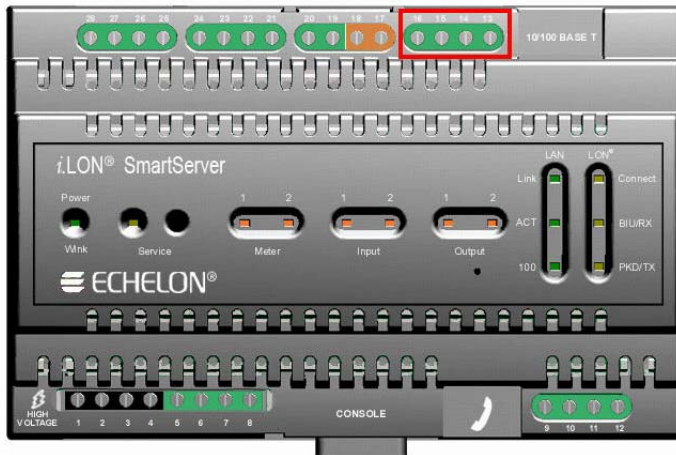 28 27 26 25 24 23 22 21 20 19 18 17 16 15 14 13
10/100 BASE T
i.LON® SmartServer
LAN LON®
Power 1 2 1 2 1 2 Link Connect
ACT BIU/RX
Wink Service Meter Input Output
100 PKD/TX
ECHELON®
HIGH
VOLTAGE 1 2 3 4 5 6 7 8
CONSOLE
9 10 11 12